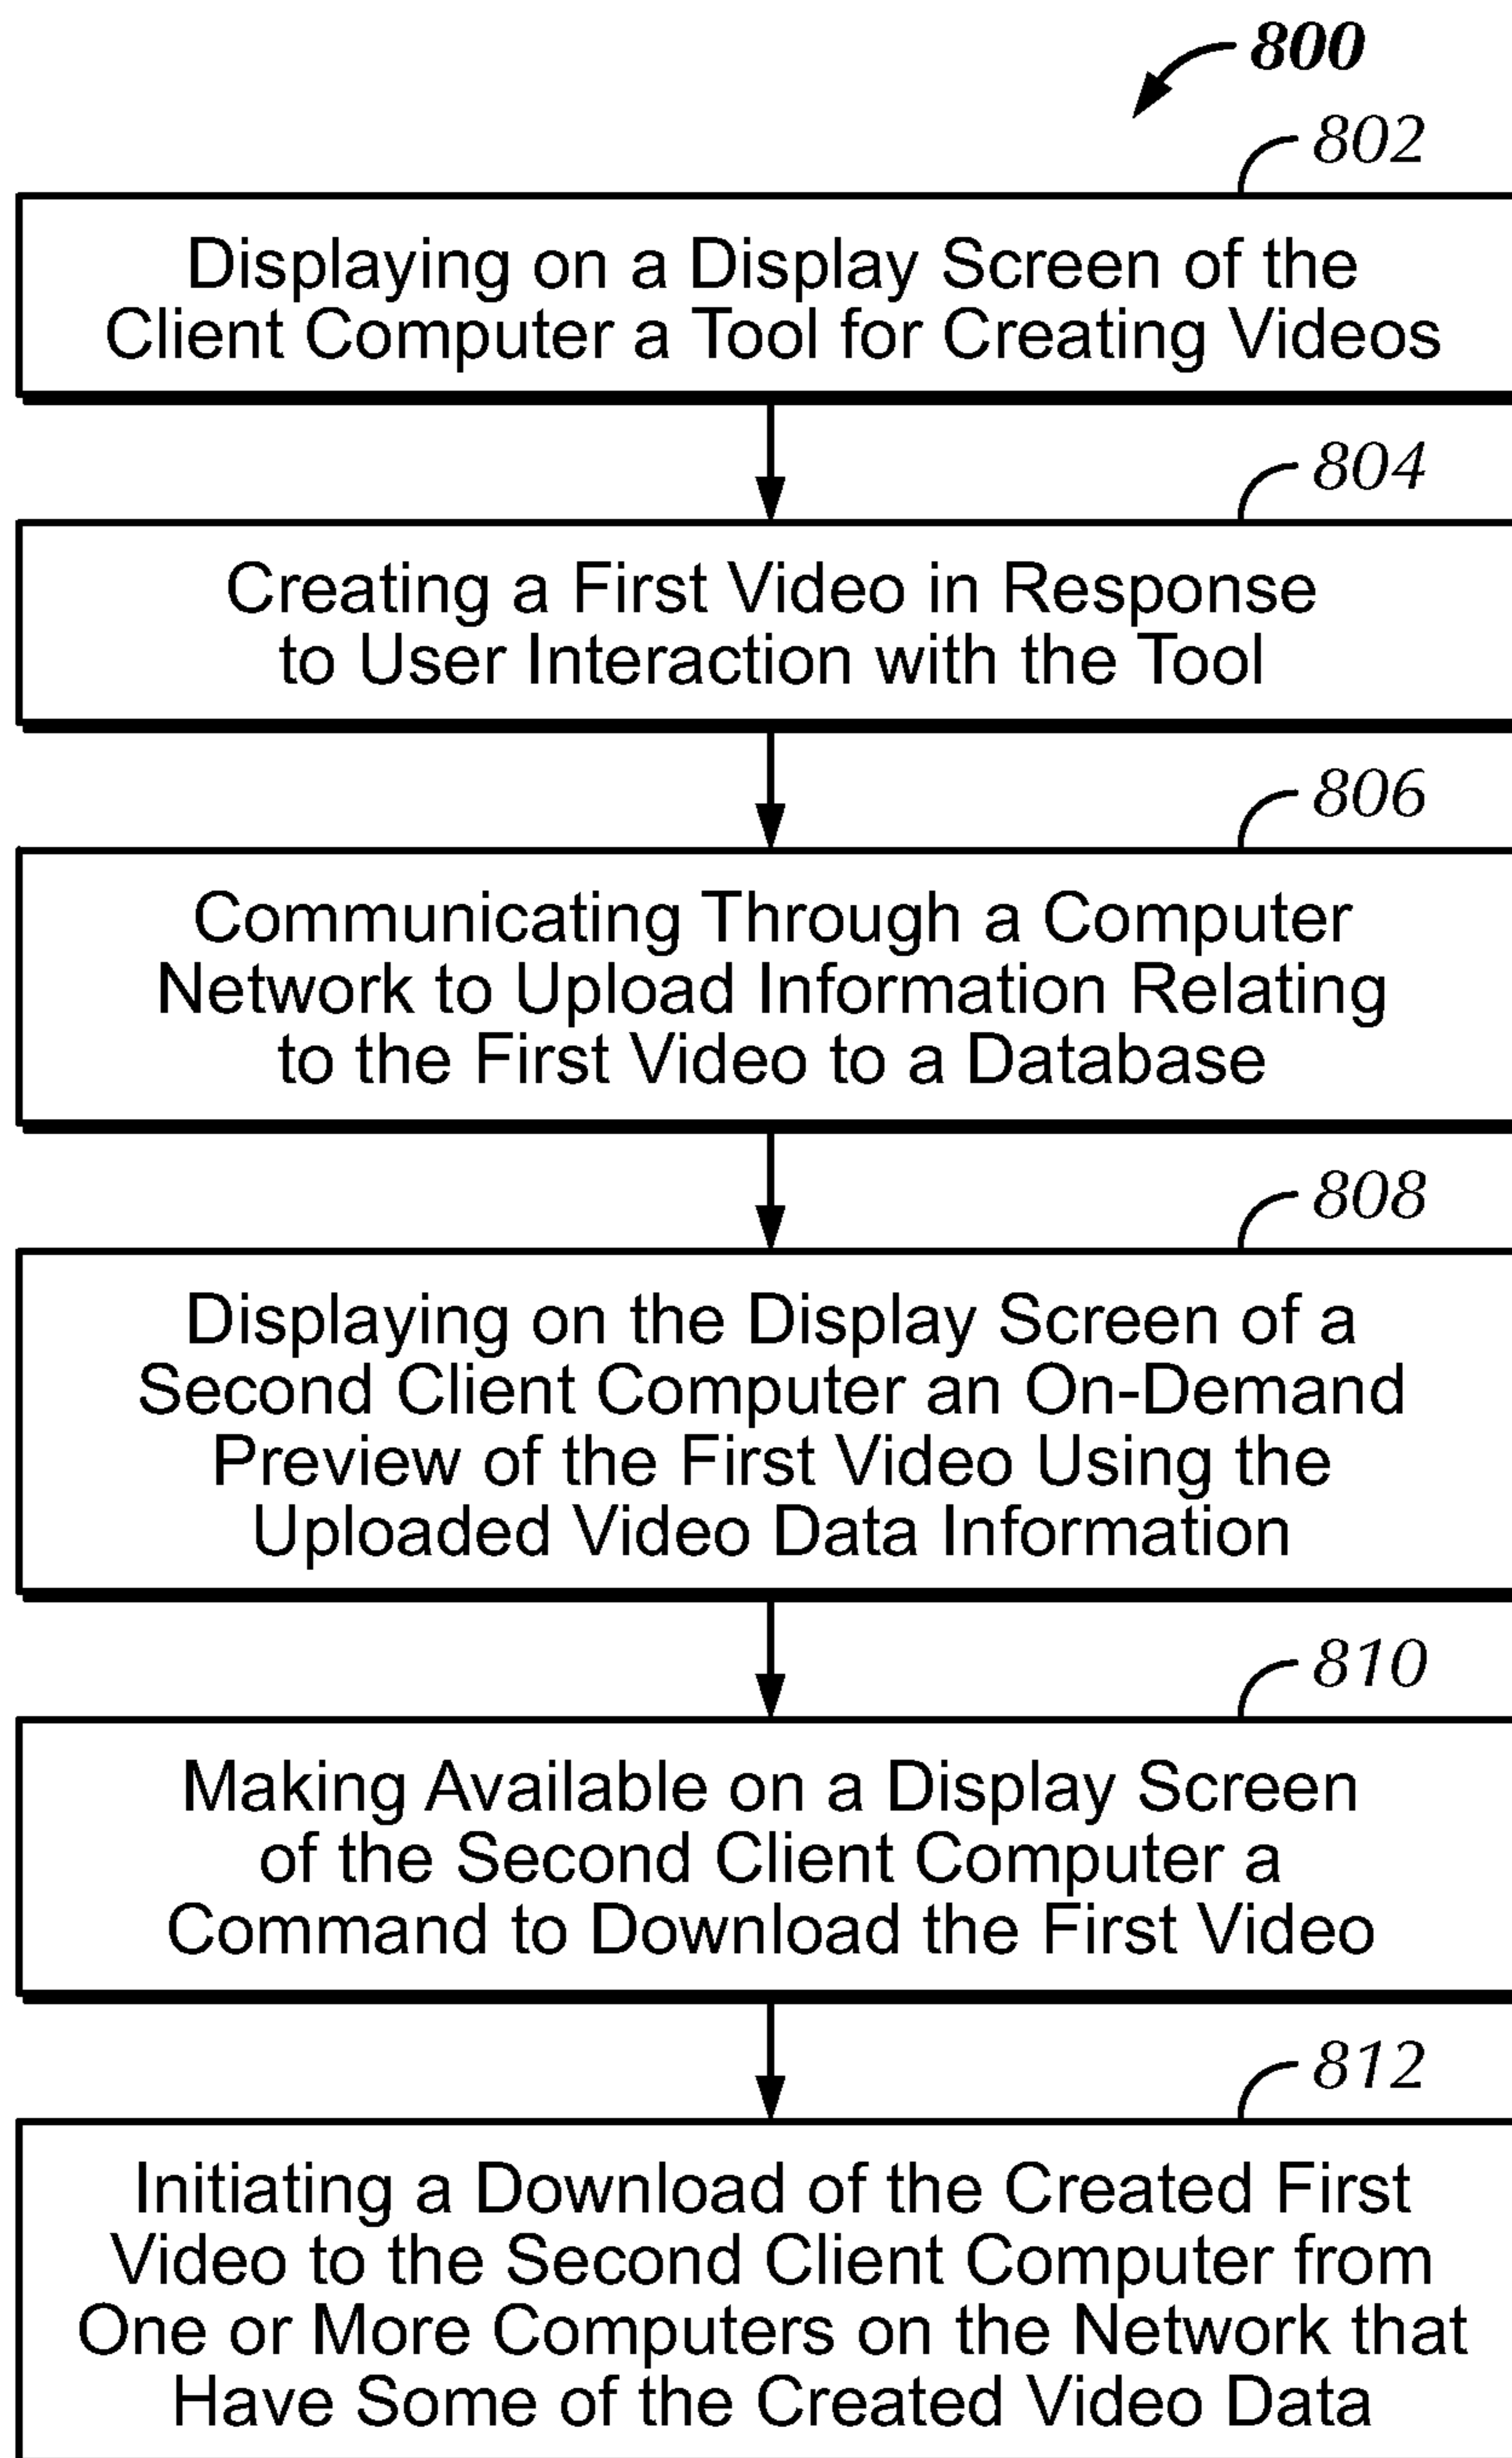 800
802
Displaying on a Display Screen of the
Client Computer a Tool for Creating Videos
804
Creating a First Video in Response
to User Interaction with the Tool
806
Communicating Through a Computer
Network to Upload Information Relating
to the First Video to a Database
808
Displaying on the Display Screen of a
Second Client Computer an On-Demand
Preview of the First Video Using the
Uploaded Video Data Information
810
Making Available on a Display Screen
of the Second Client Computer a
Command to Download the First Video
812
Initiating a Download of the Created First
Video to the Second Client Computer from
One or More Computers on the Network that
Have Some of the Created Video Data